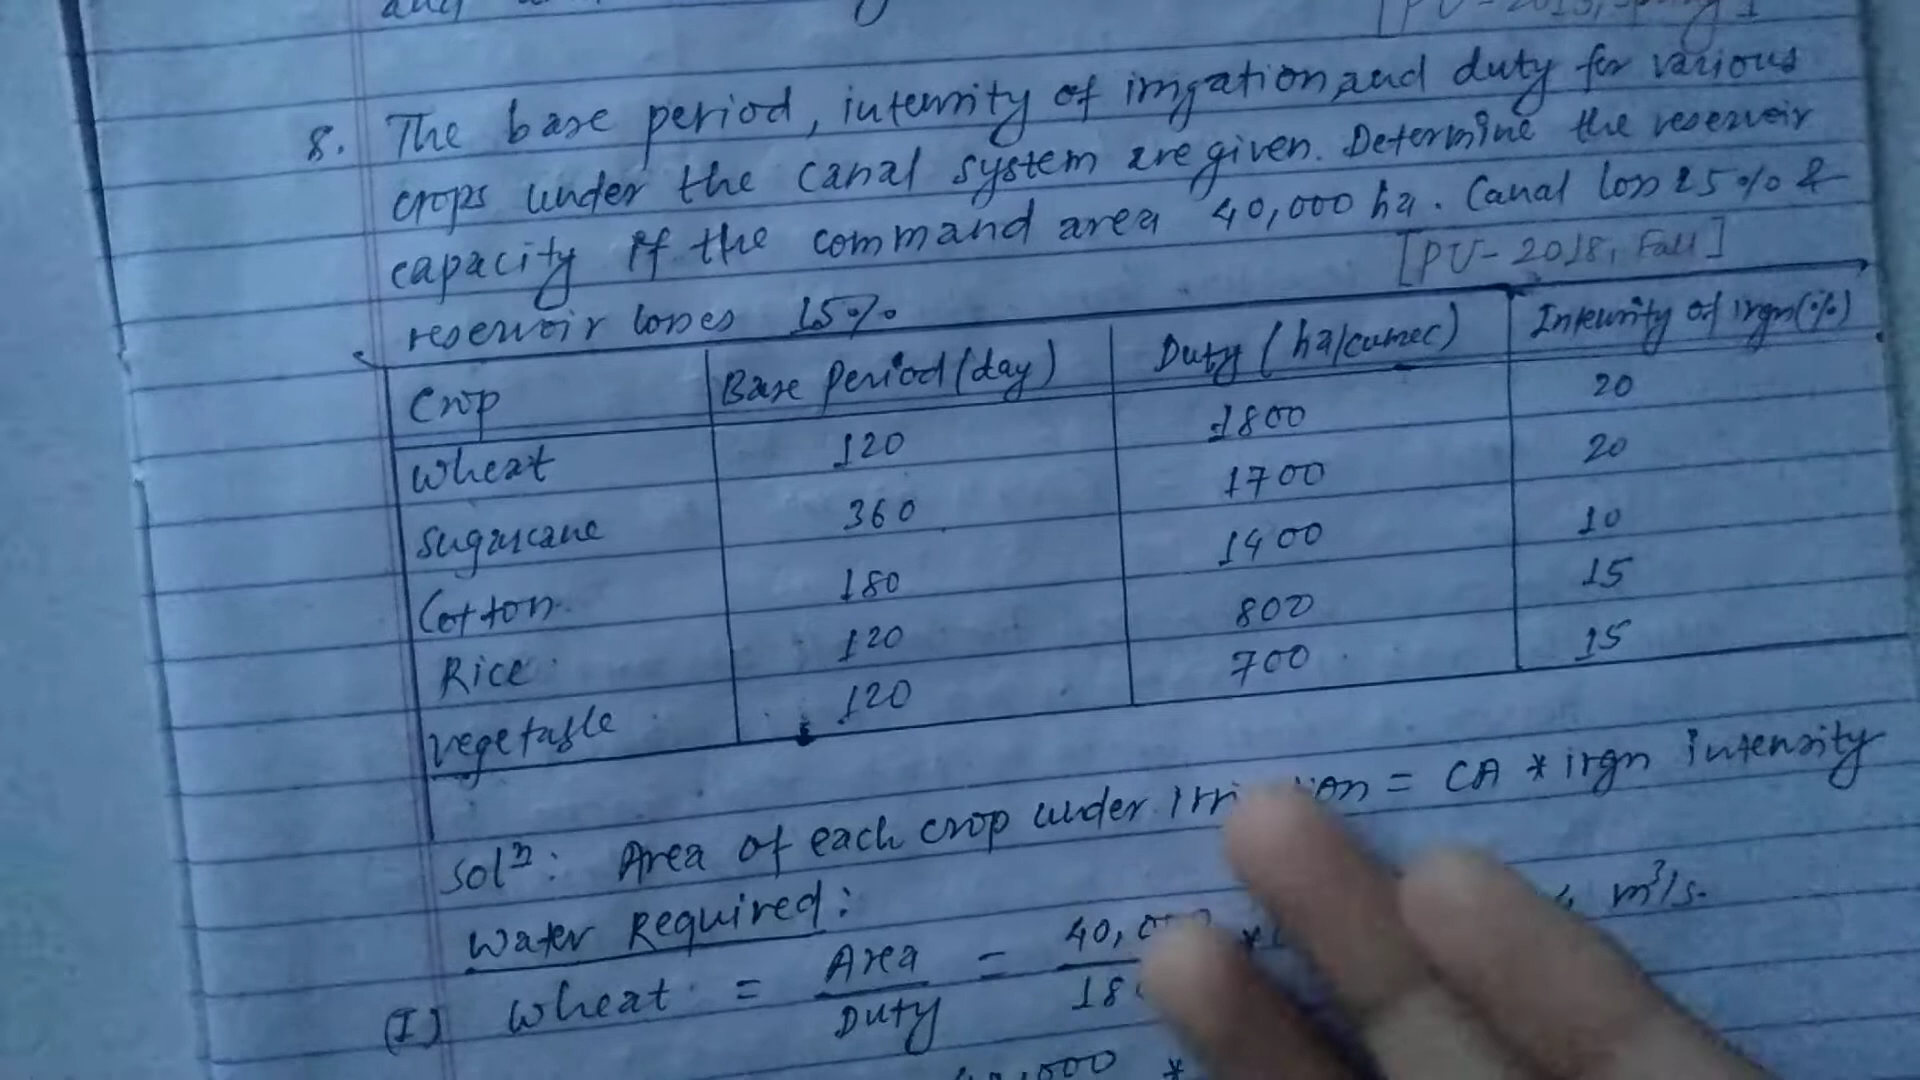 8. The base period, intensity of irrigation and duty for various
crops under the canal system are given. Determine the reservoir
capacity if the command area 40,000 ha. Canal loss 25% &
reservoir losses 15%. [PU-2018, Fall]
Crop Base Period (day) Duty (ha/cumec) Intensity of irgn (%)
Wheat 120 1800 20
Sugarcane 360 1700 20
Cotton 180 1400 10
Rice 120 800 15
vegetable 120 700 15
Solⁿ: Area of each crop under = CA * irgn intensity
Water Required:
(I) Wheat = Area / Duty = 40, m³/s.